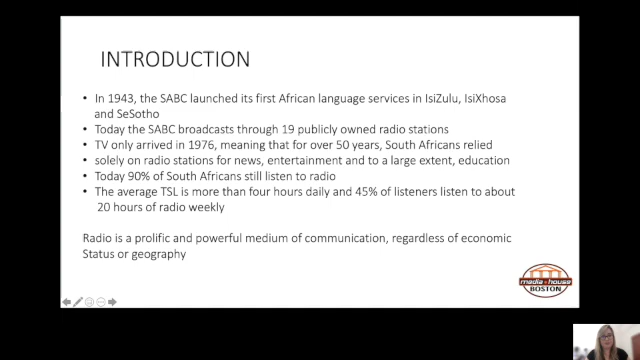 INTRODUCTION
• In 1943, the SABC launched its first African language services in IsiZulu, IsiXhosa
and SeSotho
• Today the SABC broadcasts through 19 publicly owned radio stations
• TV only arrived in 1976, meaning that for over 50 years, South Africans relied
• solely on radio stations for news, entertainment and to a large extent, education
• Today 90% of South Africans still listen to radio
• The average TSL is more than four hours daily and 45% of listeners listen to about
20 hours of radio weekly
Radio is a prolific and powerful medium of communication, regardless of economic
Status or geography
media house
BOSTON